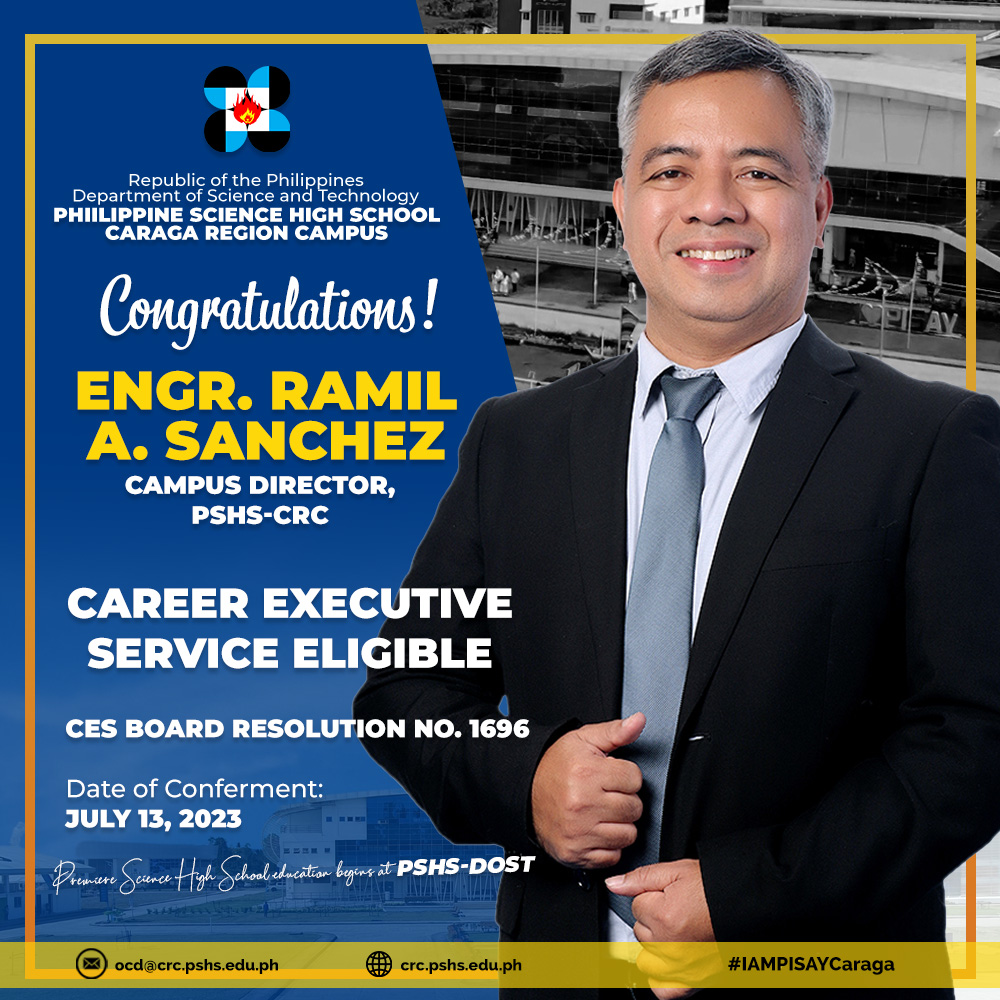 Republic of the Philippines
Department of Science and Technology
PHIILIPPINE SCIENCE HIGH SCHOOL
CARAGA REGION CAMPUS
Congratulations!
ENGR. RAMIL
A. SANCHEZ
CAMPUS DIRECTOR,
PSHS-CRC
CAREER EXECUTIVE
SERVICE ELIGIBLE
CES BOARD RESOLUTION NO. 1696
Date of Conferment:
JULY 13, 2023
Premiere Science High School education begins at PSHS-DOST
ocd@crc.pshs.edu.ph
crc.pshs.edu.ph
#IAMPISAYCaraga